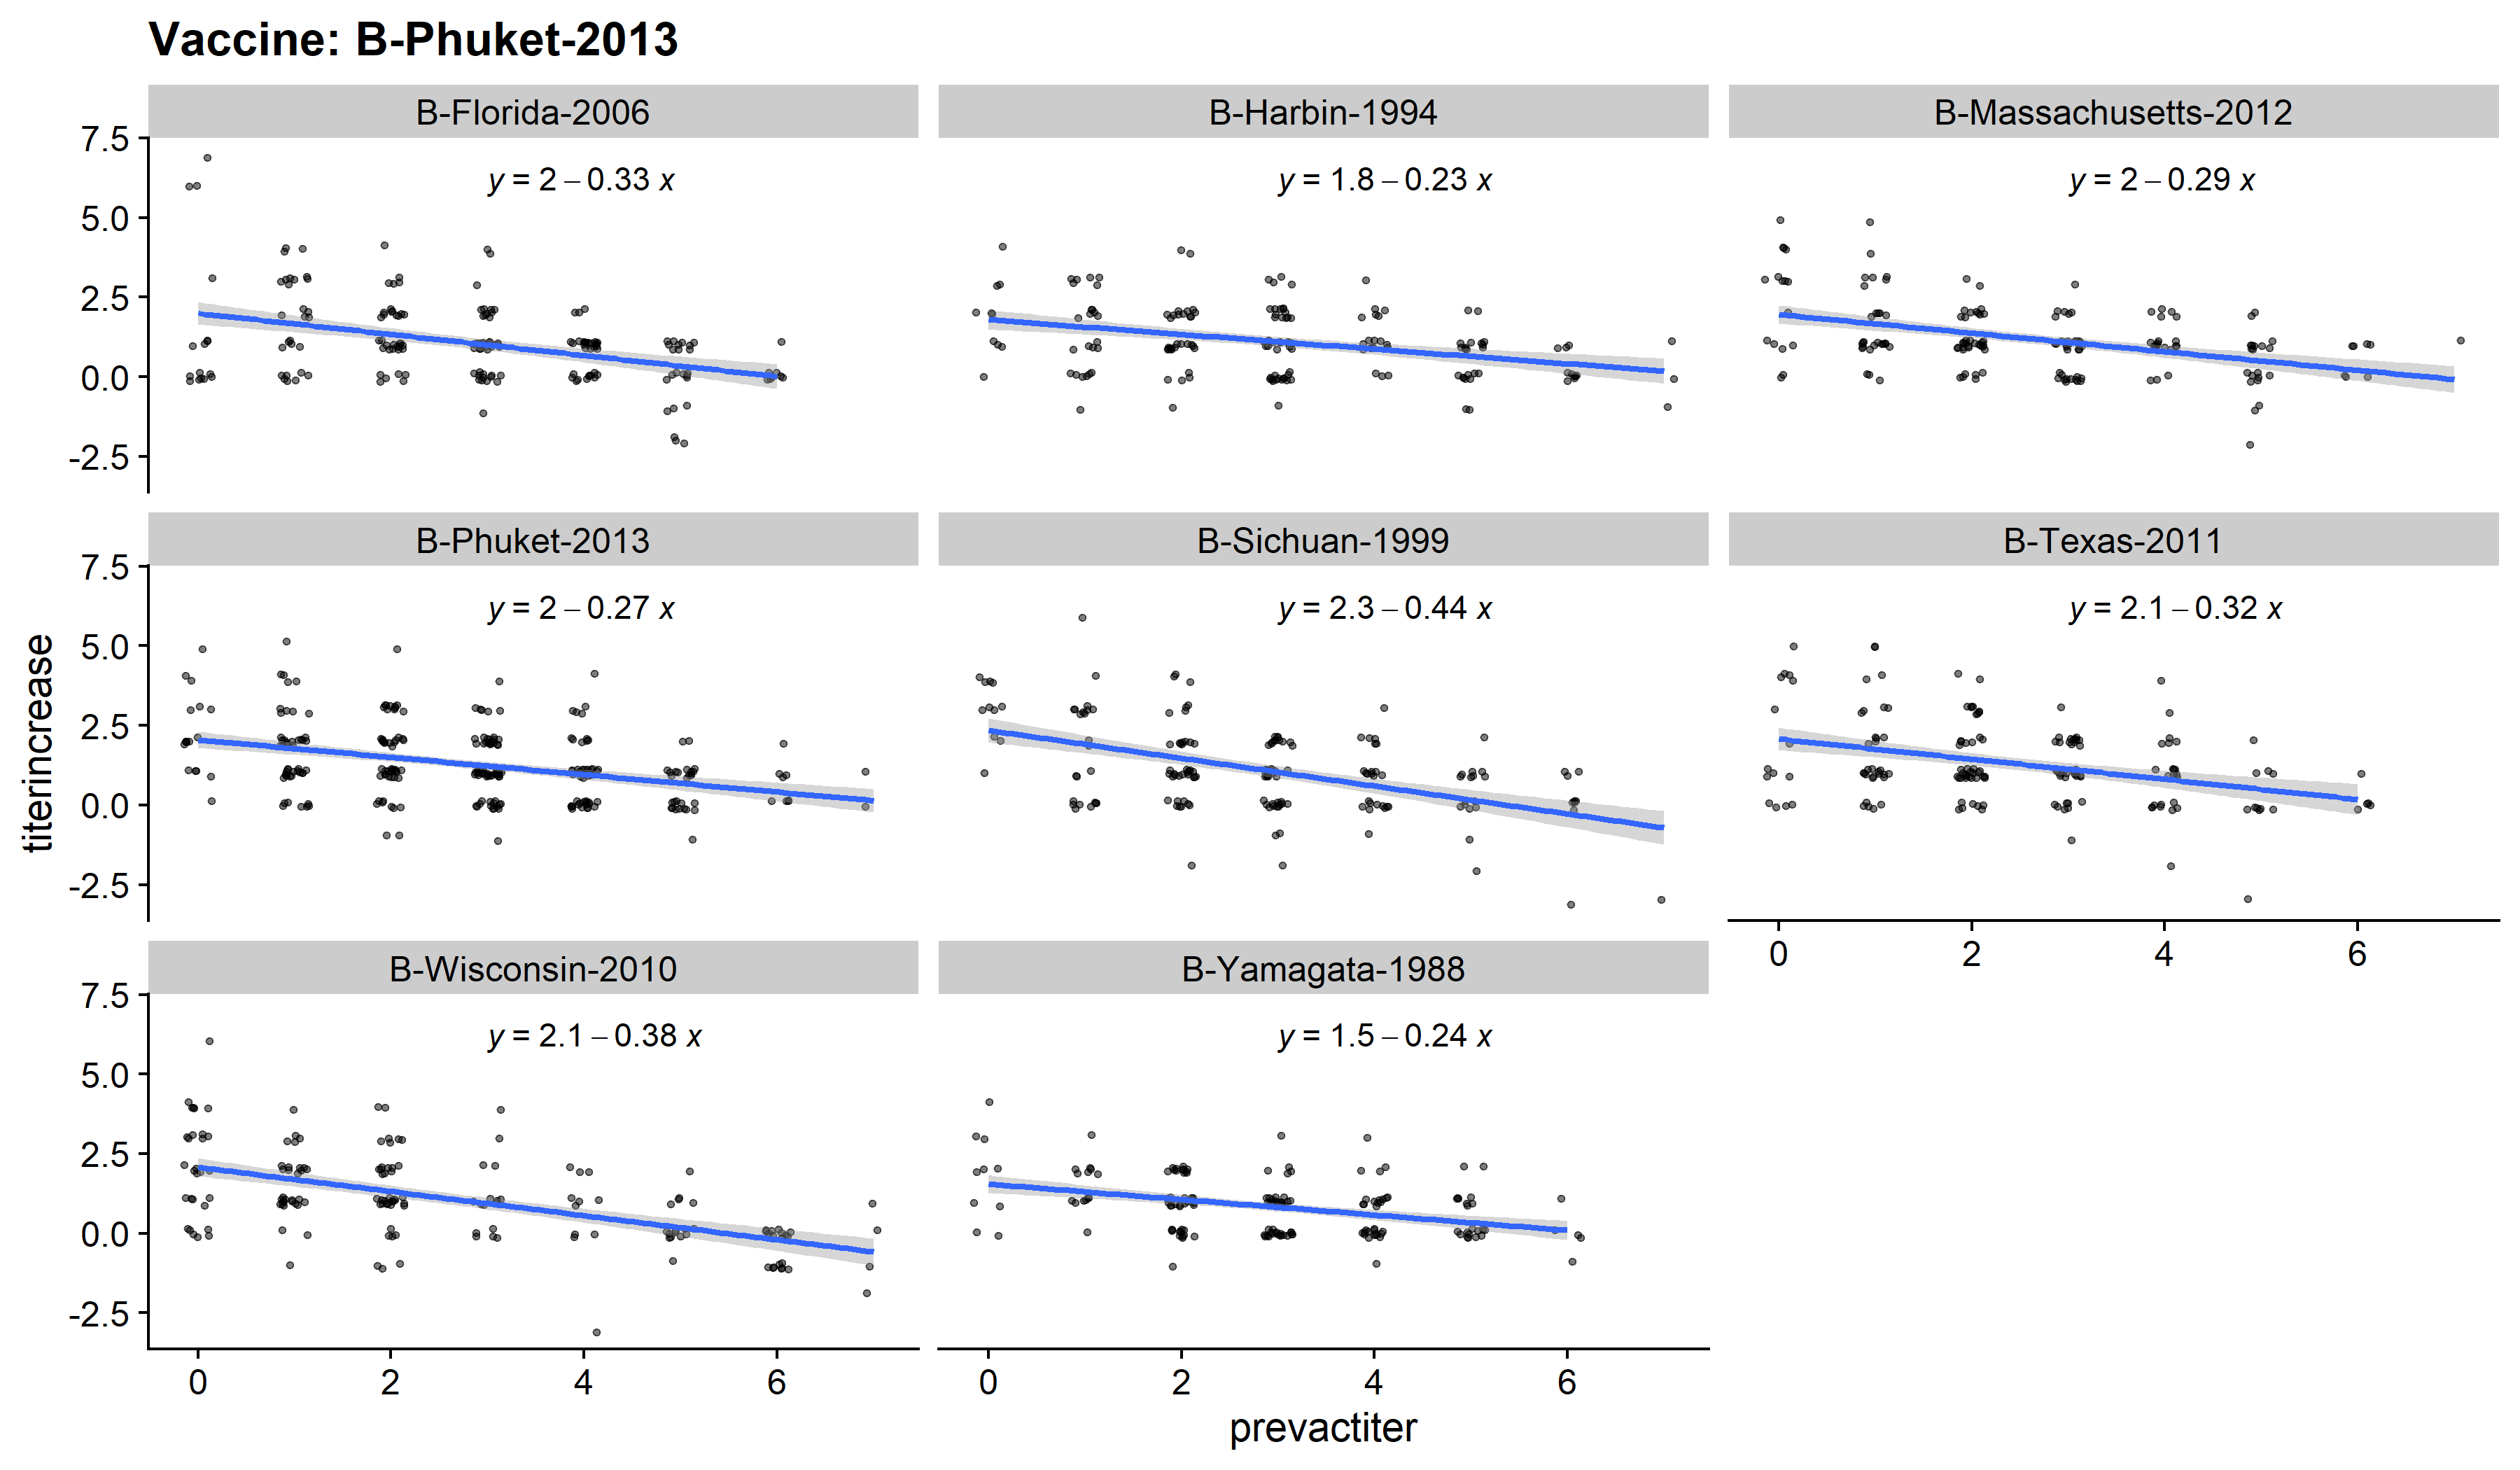 Vaccine: B-Phuket-2013
B-Florida-2006
B-Harbin-1994
B-Massachusetts-2012
7.5
5.0
2.5
0.0
-2.5
y = 2 – 0.33 x
y = 1.8 – 0.23 x
y = 2 – 0.29 x
B-Phuket-2013
B-Sichuan-1999
B-Texas-2011
7.5
5.0
2.5
0.0
-2.5
y = 2 – 0.27 x
y = 2.3 – 0.44 x
y = 2.1 – 0.32 x
0 2 4 6
titerincrease
B-Wisconsin-2010
B-Yamagata-1988
7.5
5.0
2.5
0.0
-2.5
y = 2.1 – 0.38 x
y = 1.5 – 0.24 x
0 2 4 6
0 2 4 6
prevactiter